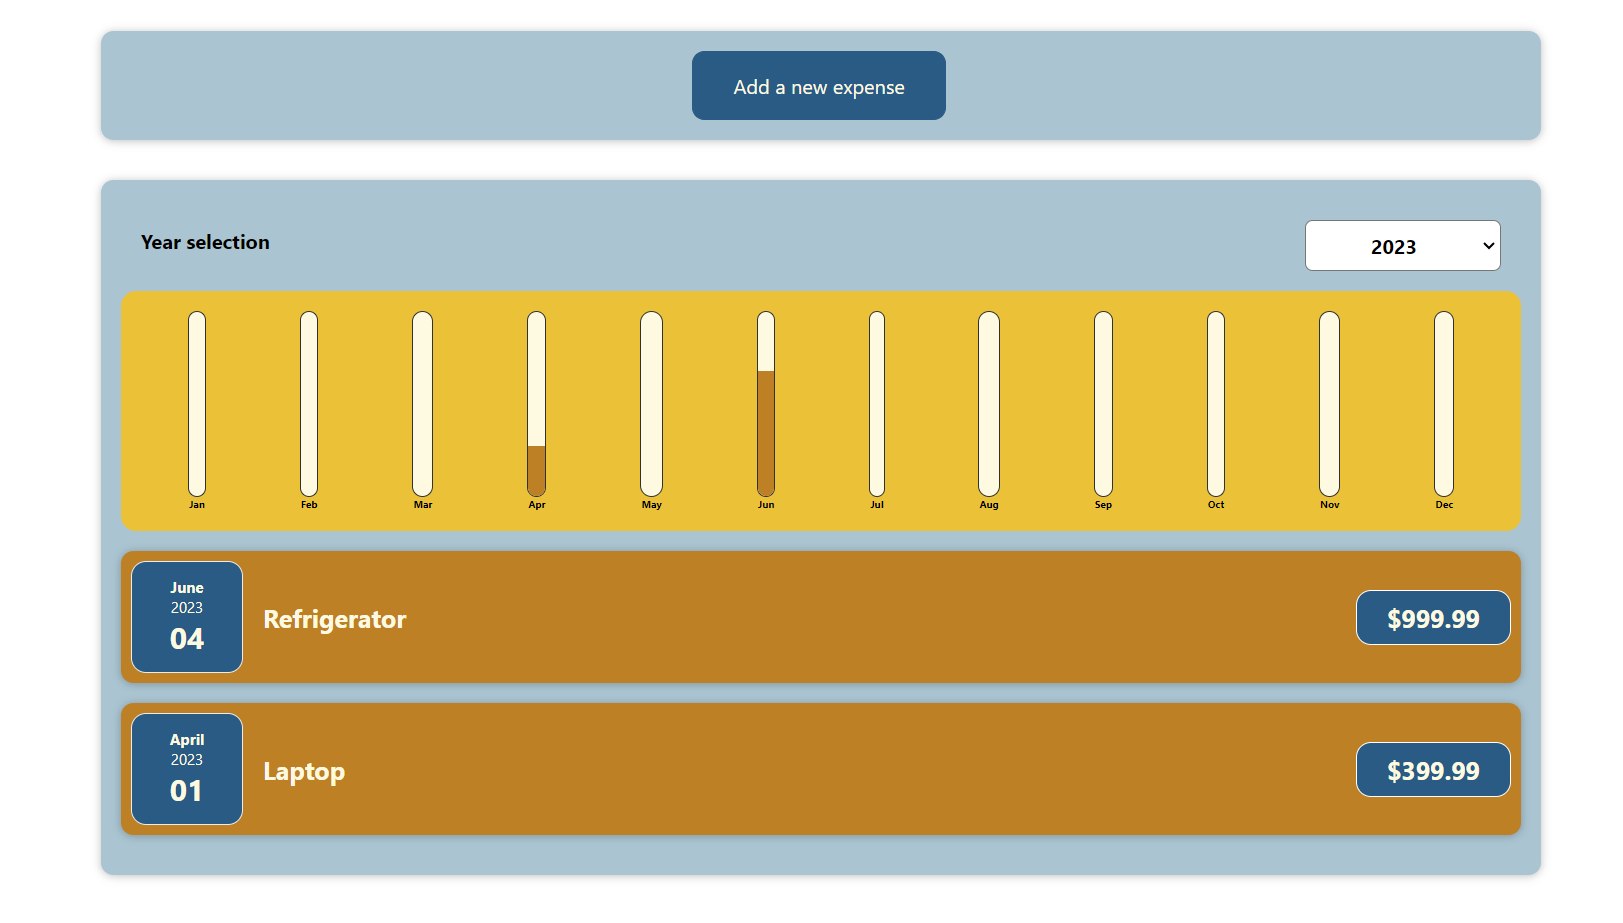 Add a new expense
Year selection
2023
Jan Feb Mar Apr May Jun Jul Aug Sep Oct Nov Dec
June
2023
04
Refrigerator
$999.99
April
2023
01
Laptop
$399.99